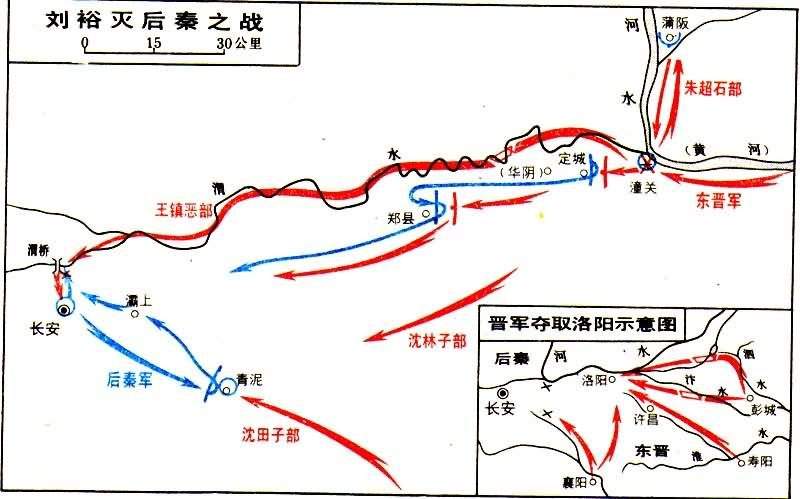 刘裕灭后秦之战
0 15 30公里
河
水
蒲阪
朱超石部
(黄 河)
水
渭
(华阴)
定城
潼关
东晋军
王镇恶部
郑县
渭桥
灞上
长安
沈林子部
后秦军
青泥
沈田子部
晋军夺取洛阳示意图
后秦
河
水
泗
水
洛阳
汴
水
长安
许昌
彭城
东晋
淮
水
寿阳
襄阳